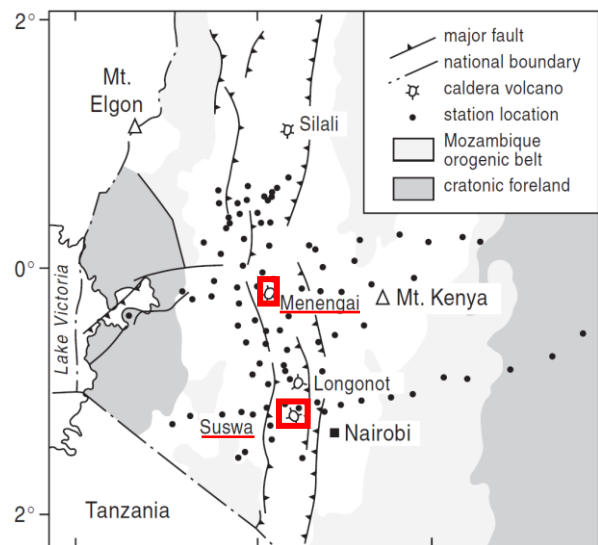 2°
major fault
national boundary
caldera volcano
station location
Mozambique
orogenic belt
cratonic foreland
Mt.
Elgon
Silali
0°
Menengai
Mt. Kenya
Lake Victoria
Longonot
Suswa
Nairobi
Tanzania
2°